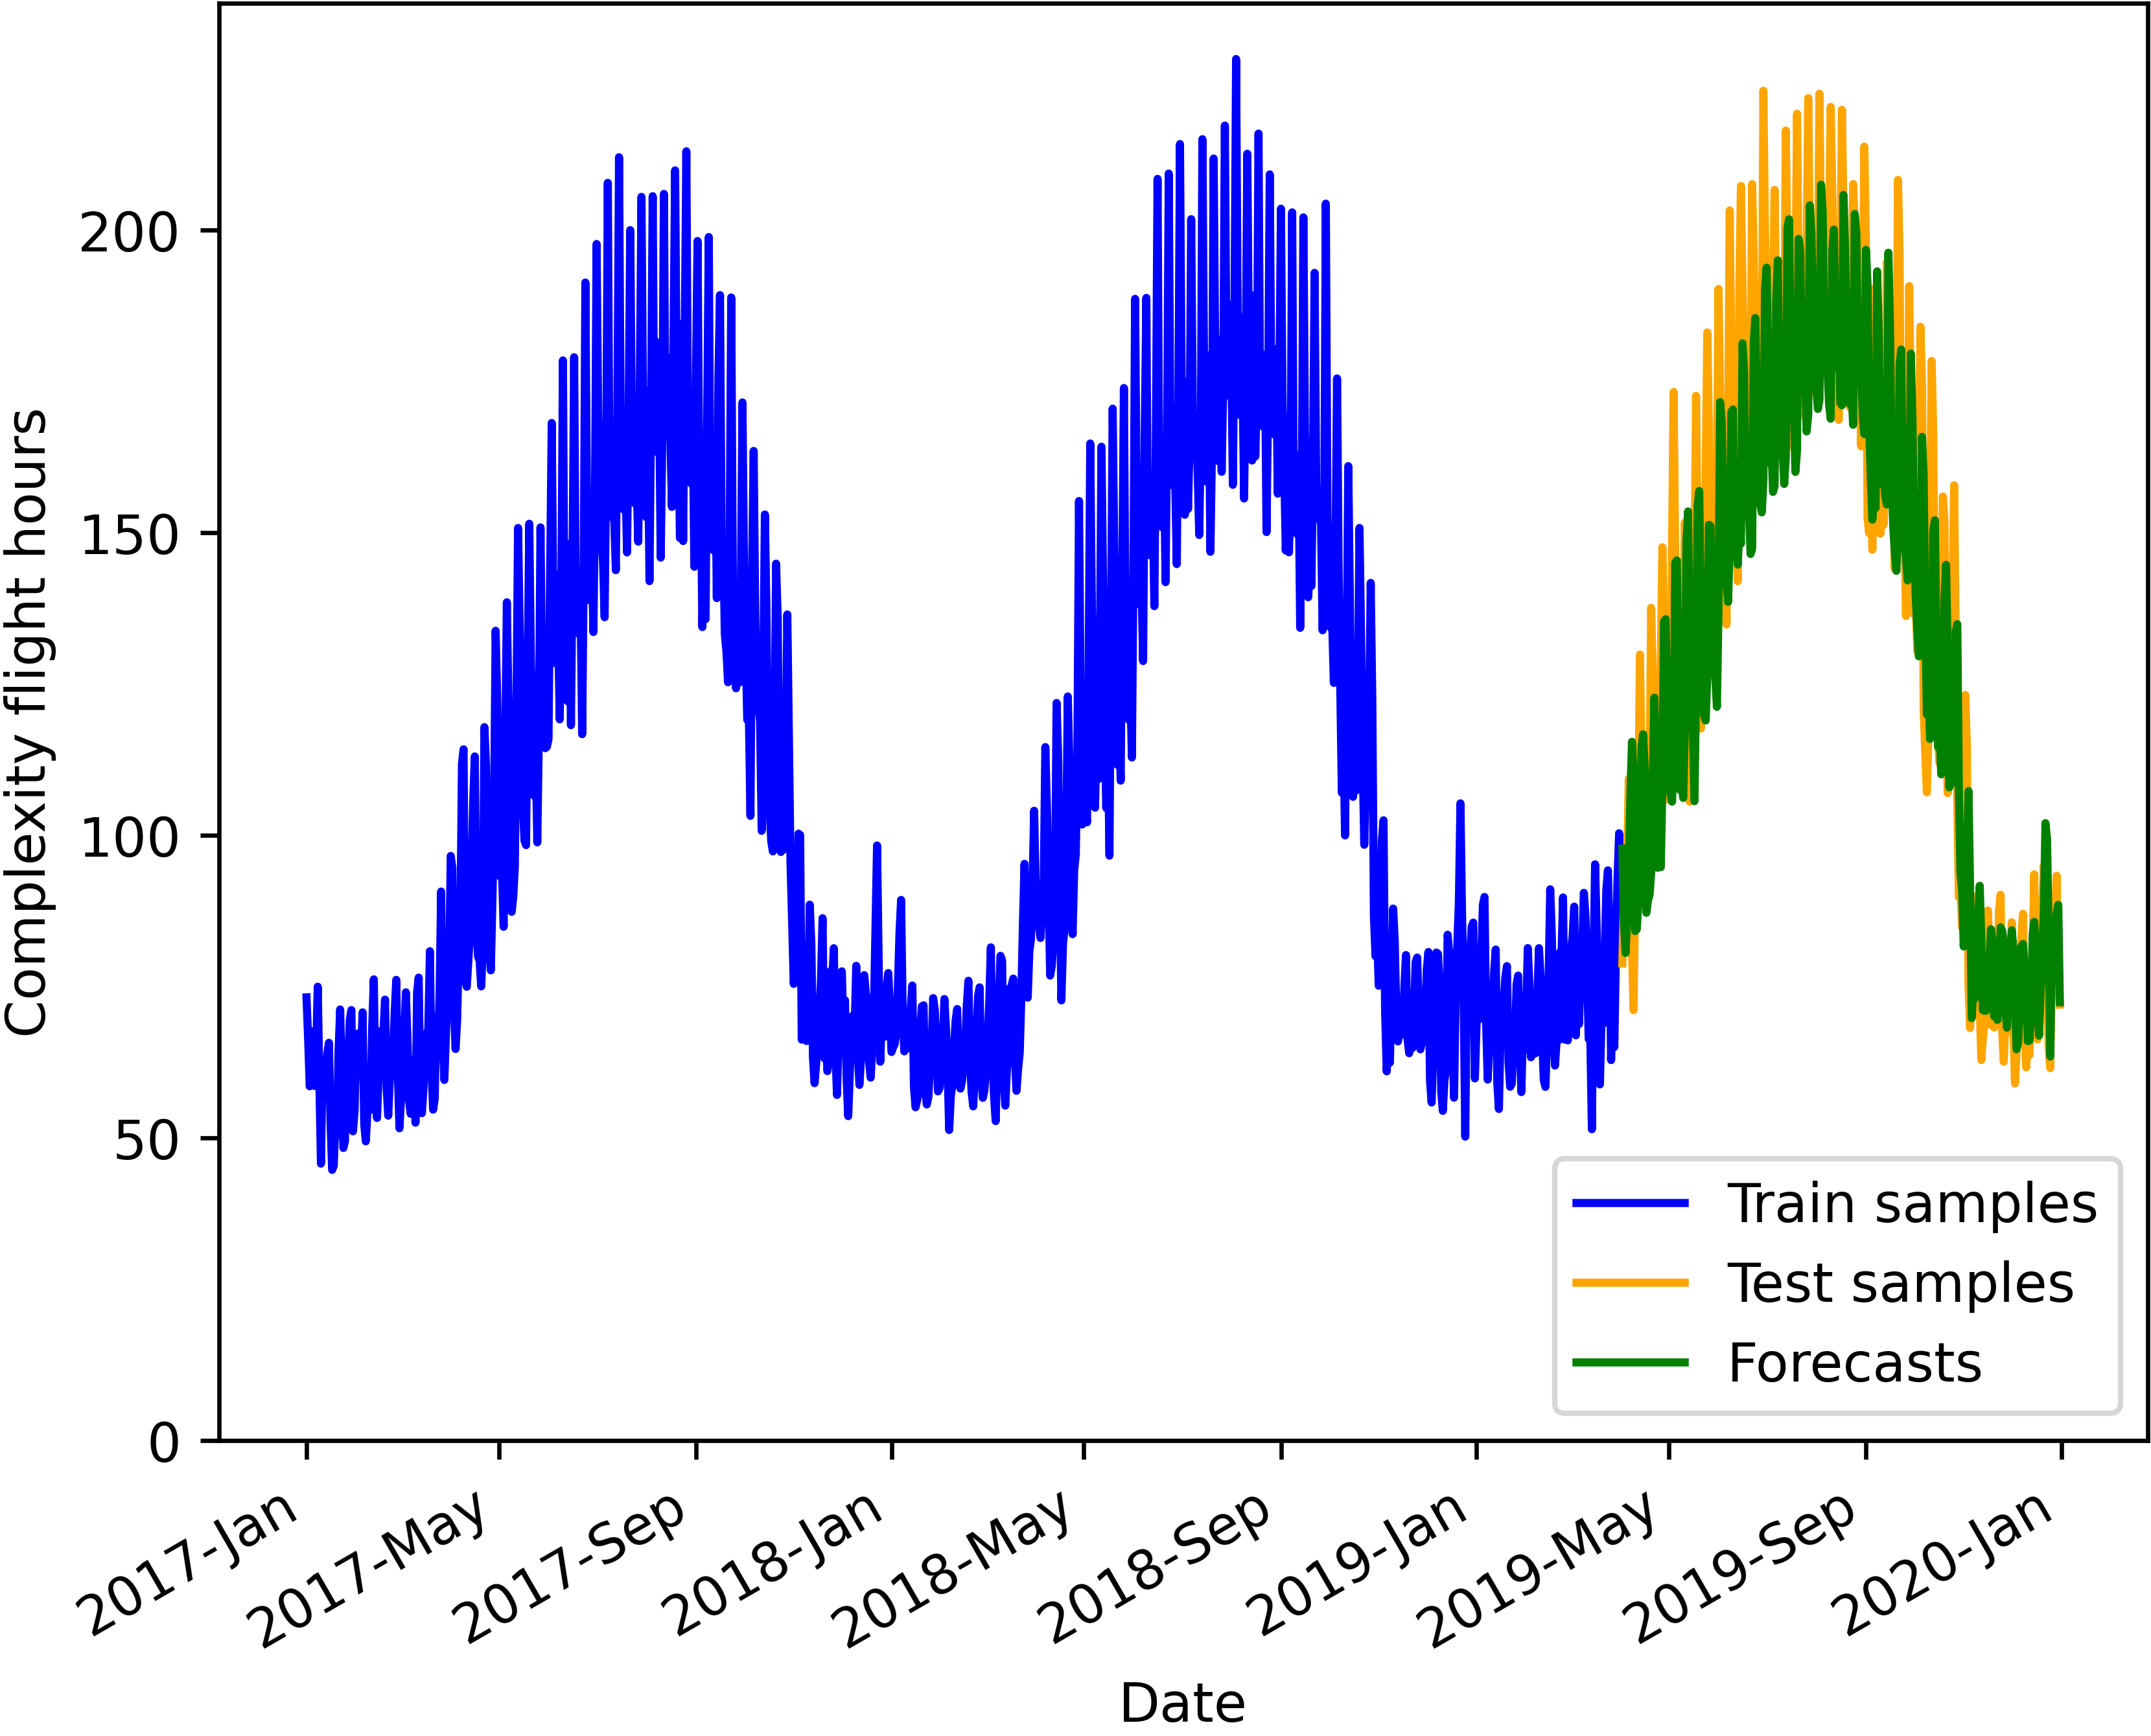 Complexity flight hours
200
150
100
50
0
Train samples
Test samples
Forecasts
2017-Jan
2017-May
2017-Sep
2018-Jan
2018-May
2018-Sep
2019-Jan
2019-May
2019-Sep
2020-Jan
Date